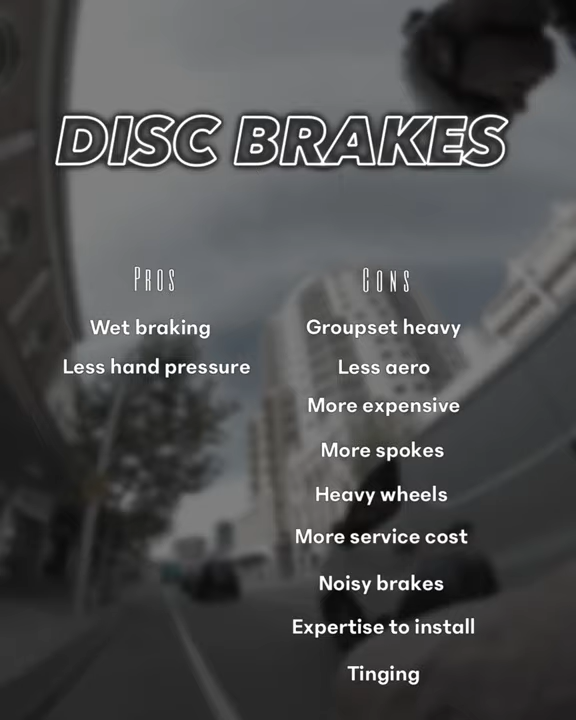 DISC BRAKES
Pros
Cons
Wet braking
Groupset heavy
Less hand pressure
Less aero
More expensive
More spokes
Heavy wheels
More service cost
Noisy brakes
Expertise to install
Tinging